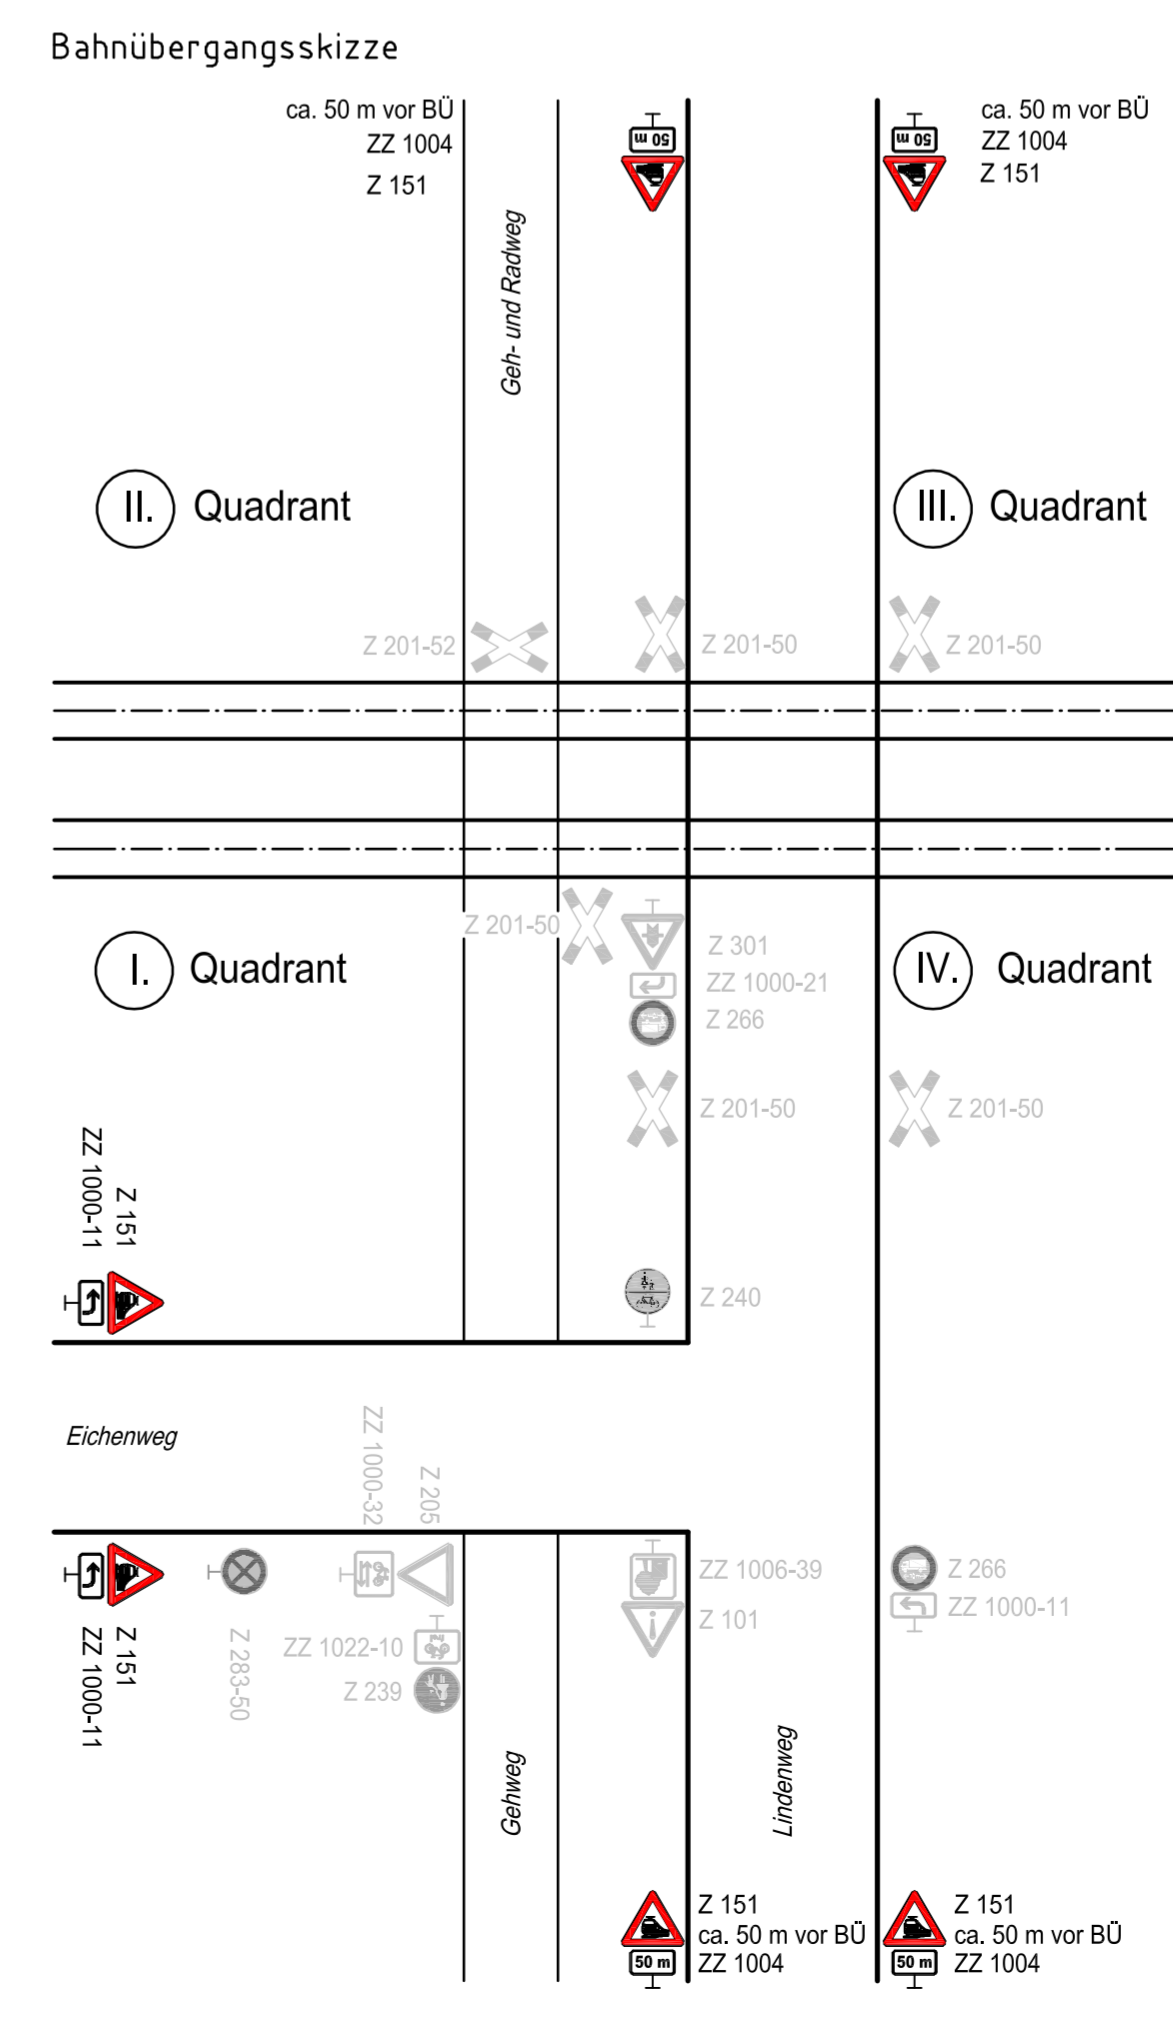 Bahnübergangsskizze
ca. 50 m vor BÜ
ZZ 1004
Z 151
50 m
50 m
ca. 50 m vor BÜ
ZZ 1004
Z 151
Geh- und Radweg
II. Quadrant
III. Quadrant
Z 201-52
Z 201-50
Z 201-50
Z 201-50
I. Quadrant
Z 301
ZZ 1000-21
Z 266
IV. Quadrant
Z 201-50
Z 201-50
ZZ 1000-11
Z 151
Z 240
Eichenweg
ZZ 1000-32
Z 205
Z 151
ZZ 1000-11
Z 283-50
ZZ 1022-10
Z 239
ZZ 1006-39
Z 101
Z 266
ZZ 1000-11
Gehweg
Lindenweg
Z 151
ca. 50 m vor BÜ
50 m
ZZ 1004
Z 151
ca. 50 m vor BÜ
50 m
ZZ 1004